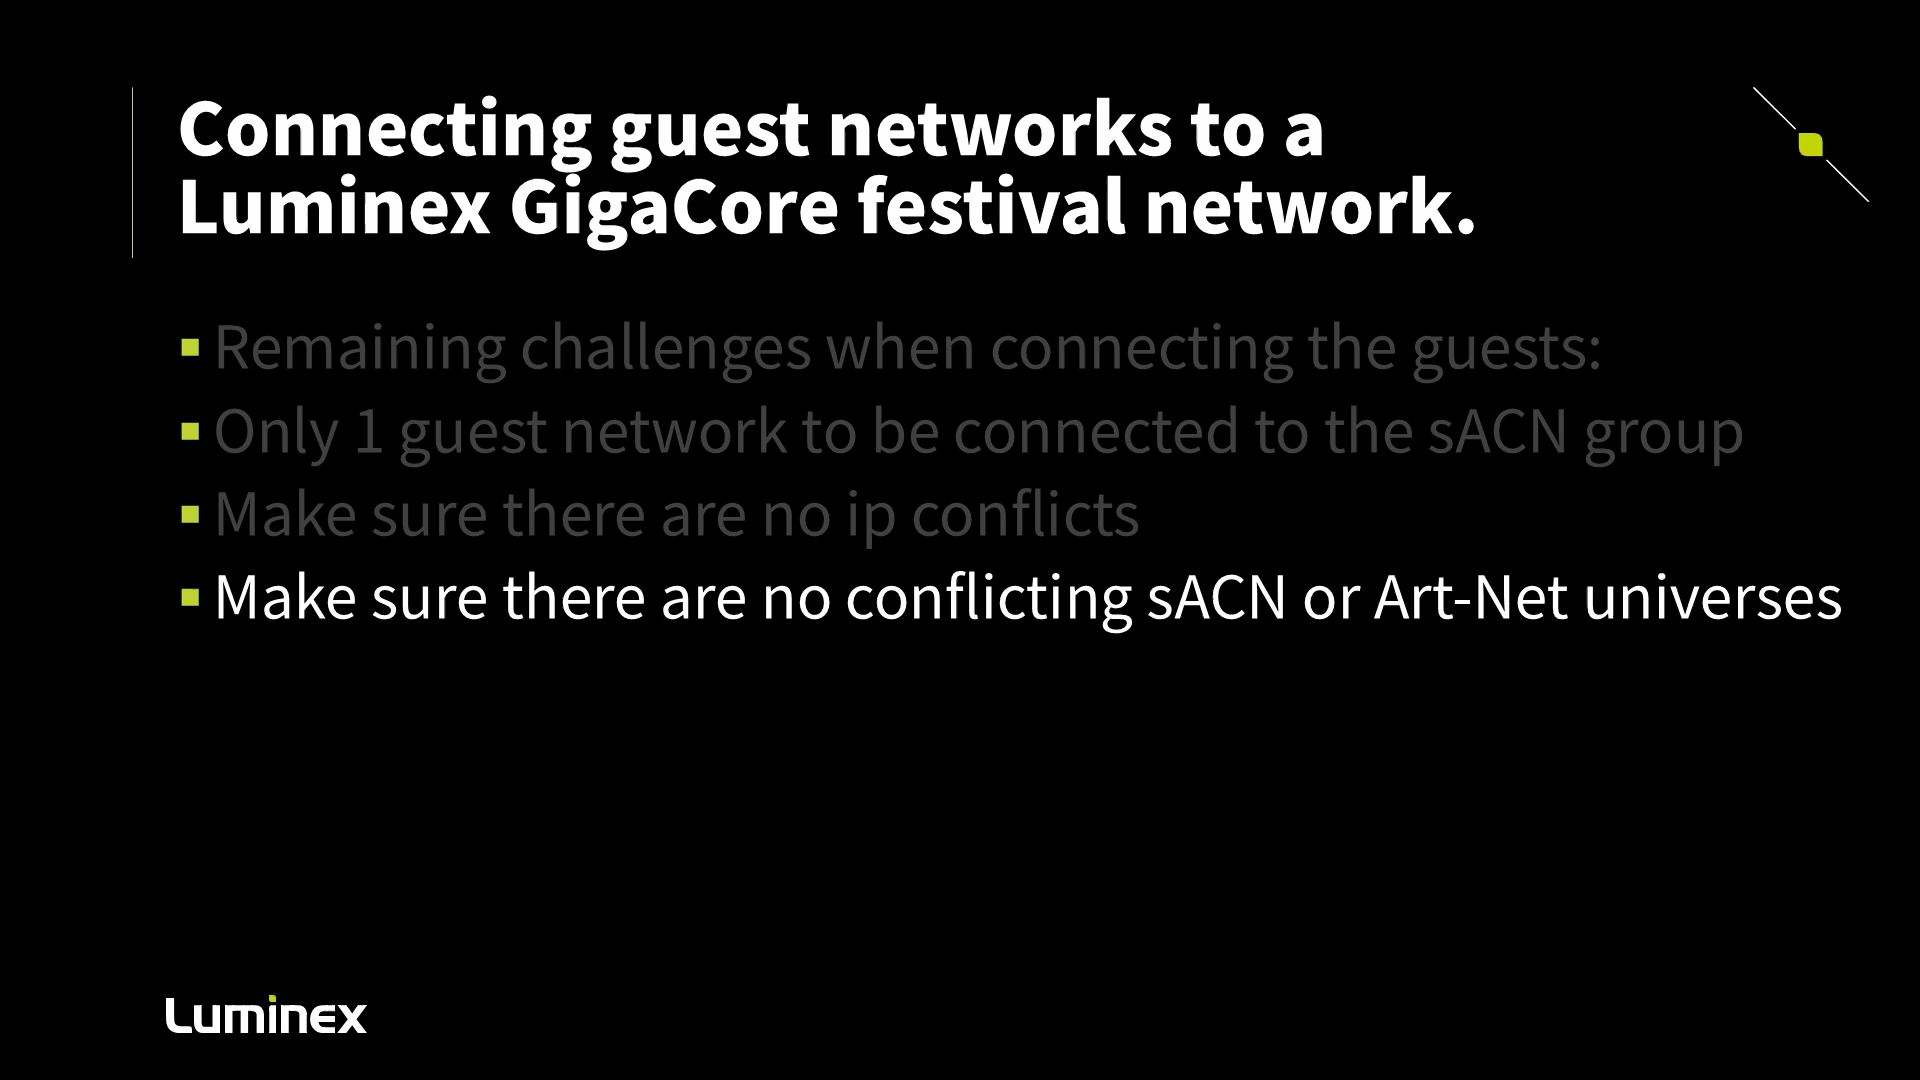 Connecting guest networks to a
Luminex GigaCore festival network.
Remaining challenges when connecting the guests:
Only 1 guest network to be connected to the sACN group
Make sure there are no ip conflicts
Make sure there are no conflicting sACN or Art-Net universes
Luminex